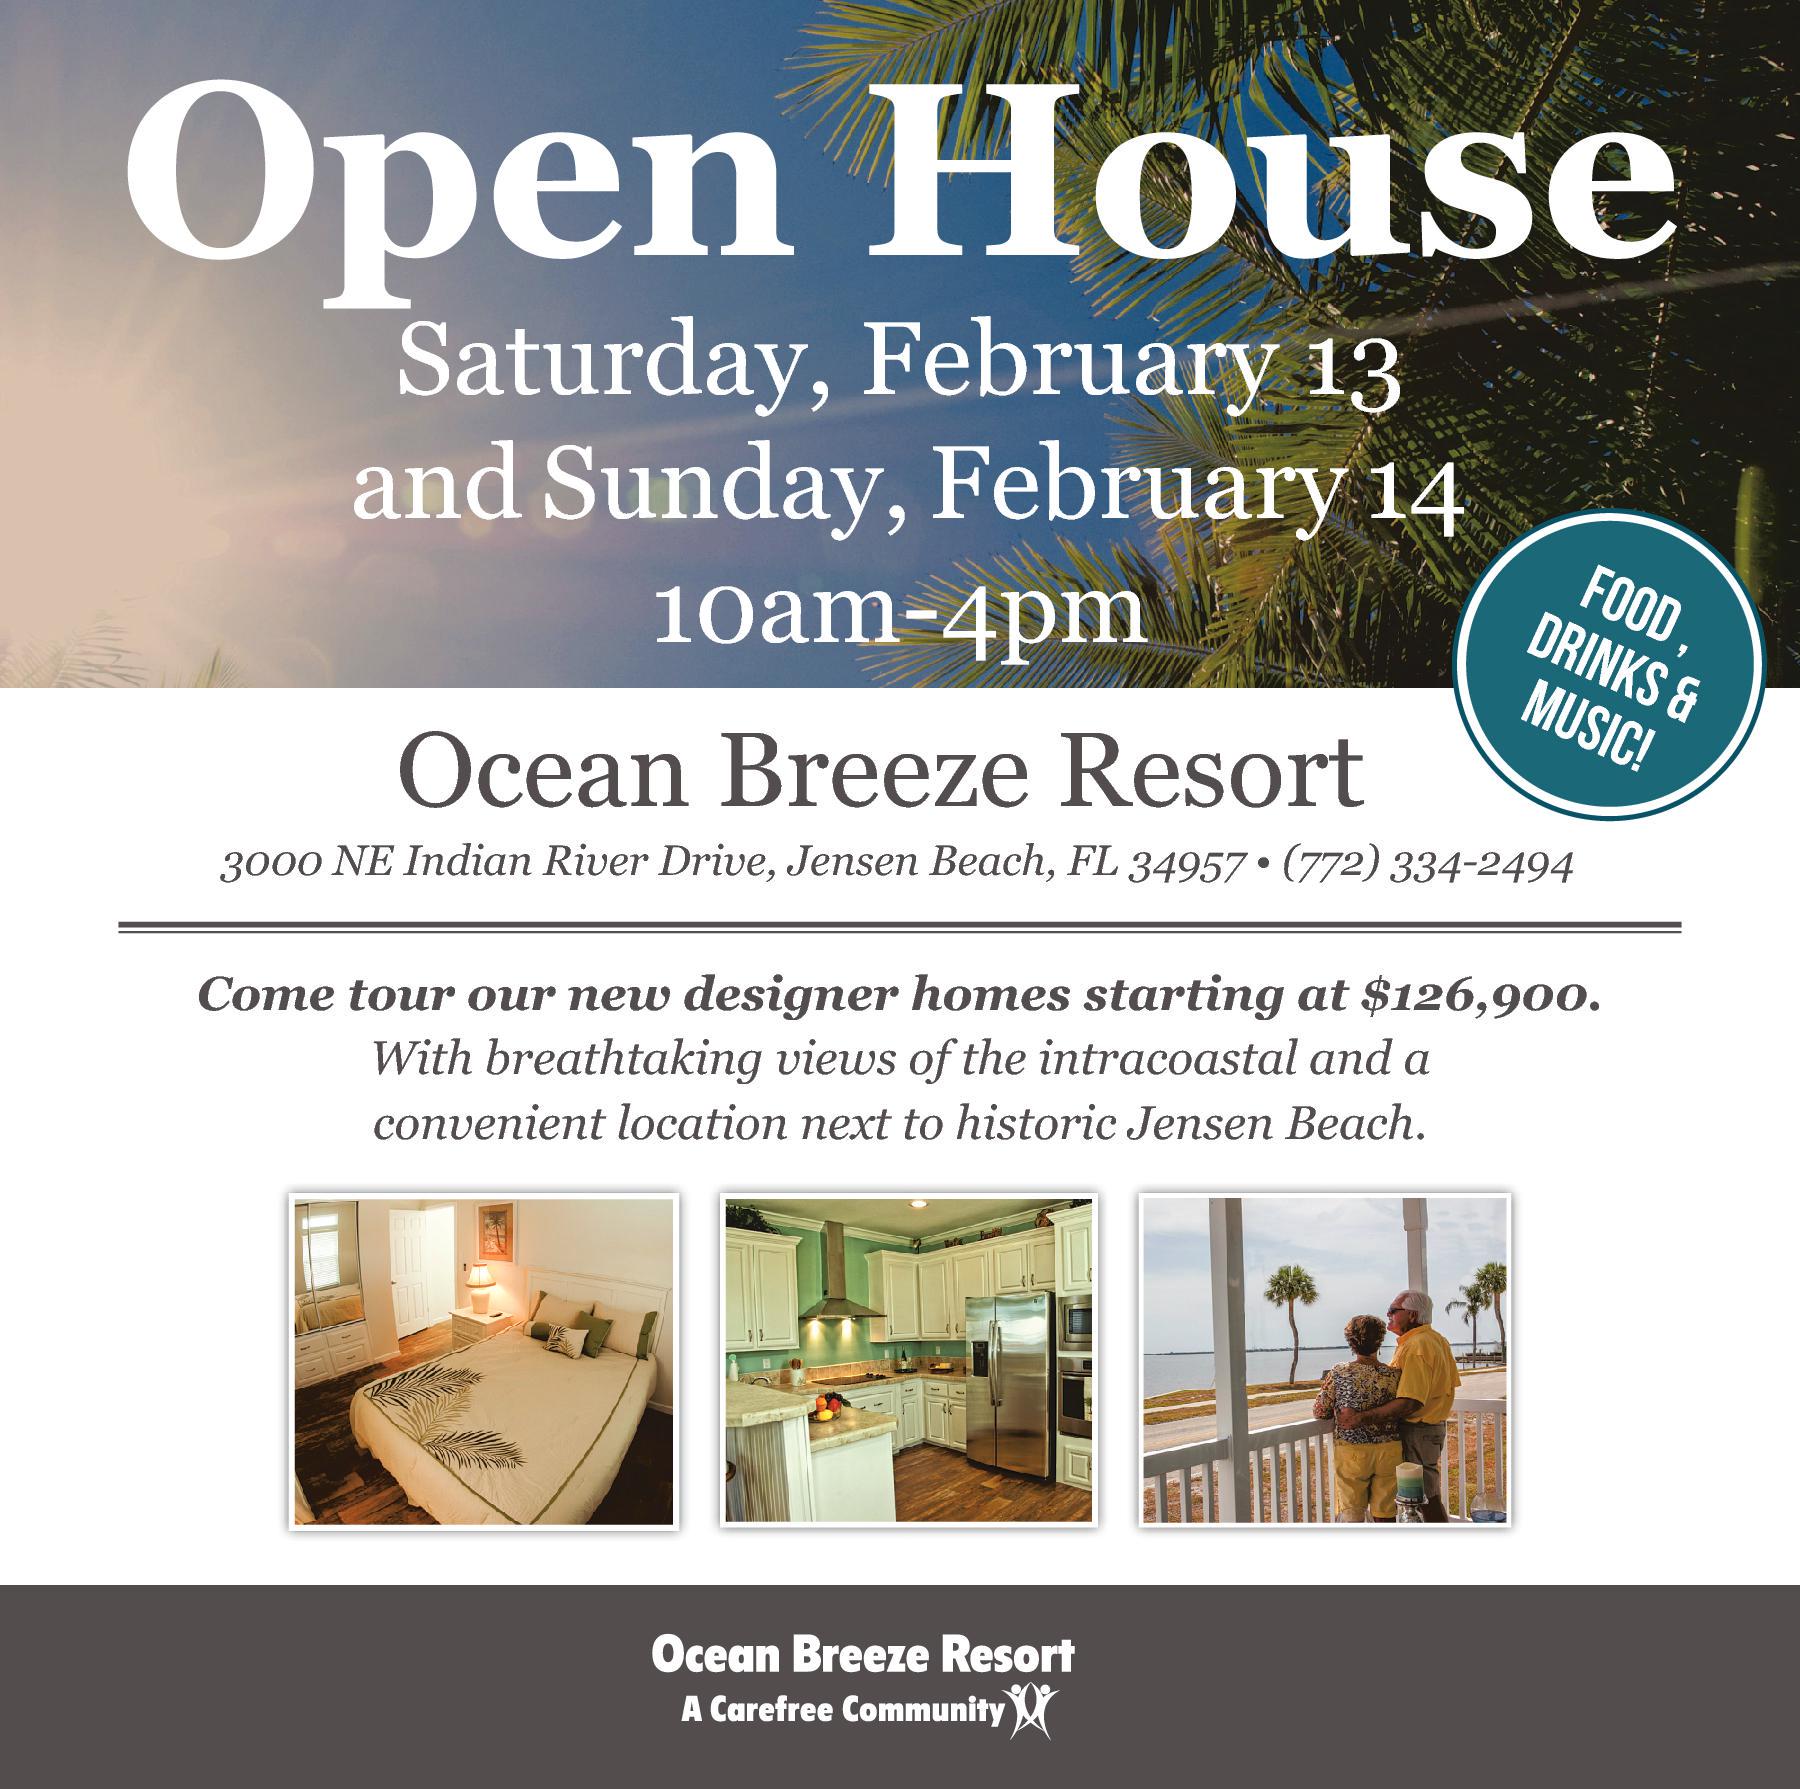 Open House
Saturday, February 13
and Sunday, February 14
10am-4pm
FOOD,
DRINKS &
MUSIC!
Ocean Breeze Resort
3000 NE Indian River Drive, Jensen Beach, FL 34957 • (772) 334-2494
Come tour our new designer homes starting at $126,900.
With breathtaking views of the intracoastal and a
convenient location next to historic Jensen Beach.
Ocean Breeze Resort
A Carefree Community